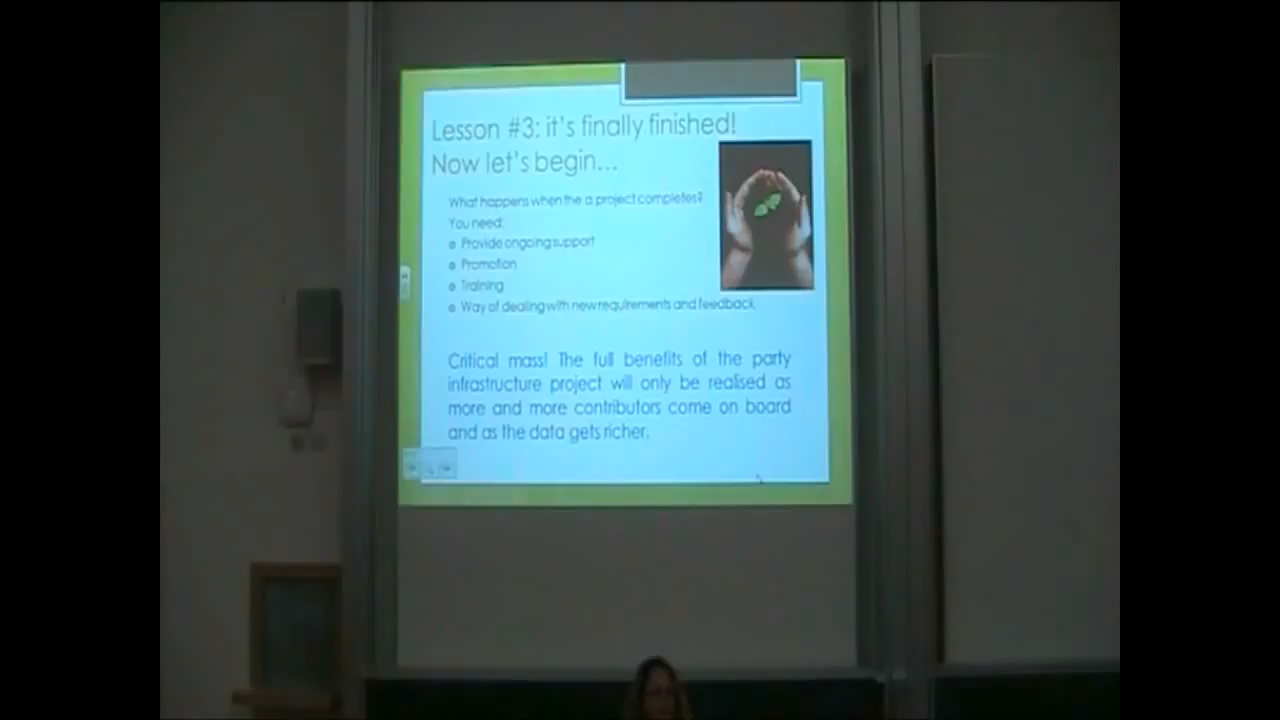 Lesson #3: it's finally finished!
Now let's begin...
What happens when the a project completes?
You need:
Provide ongoing support
Promotion
Training
Way of dealing with new requirements and feedback
Critical mass! The full benefits of the party
infrastructure project will only be realised as
more and more contributors come on board
and as the data gets richer.